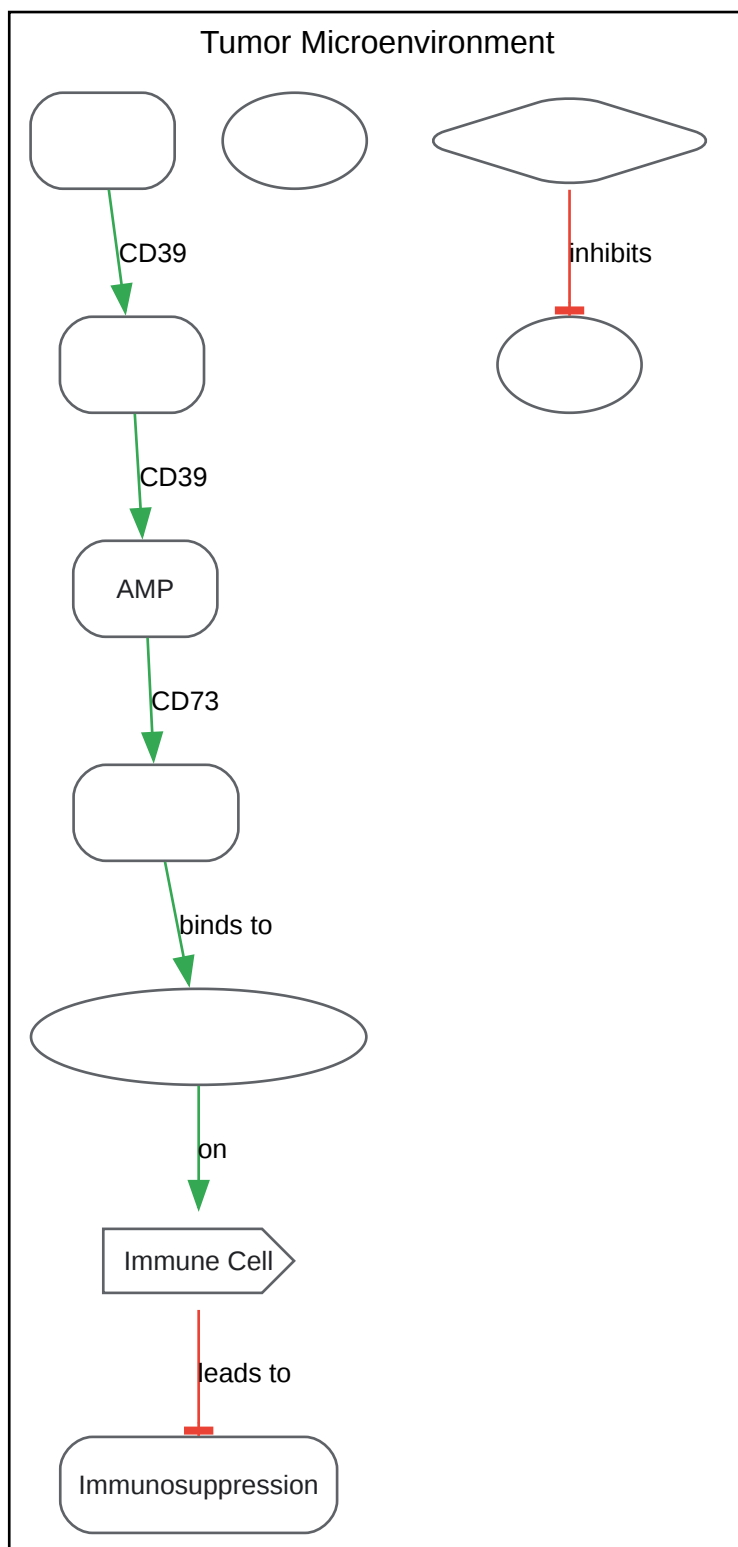 Tumor Microenvironment
CD39
inhibits
CD39
AMP
CD73
binds to
on
Immune Cell
leads to
Immunosuppression